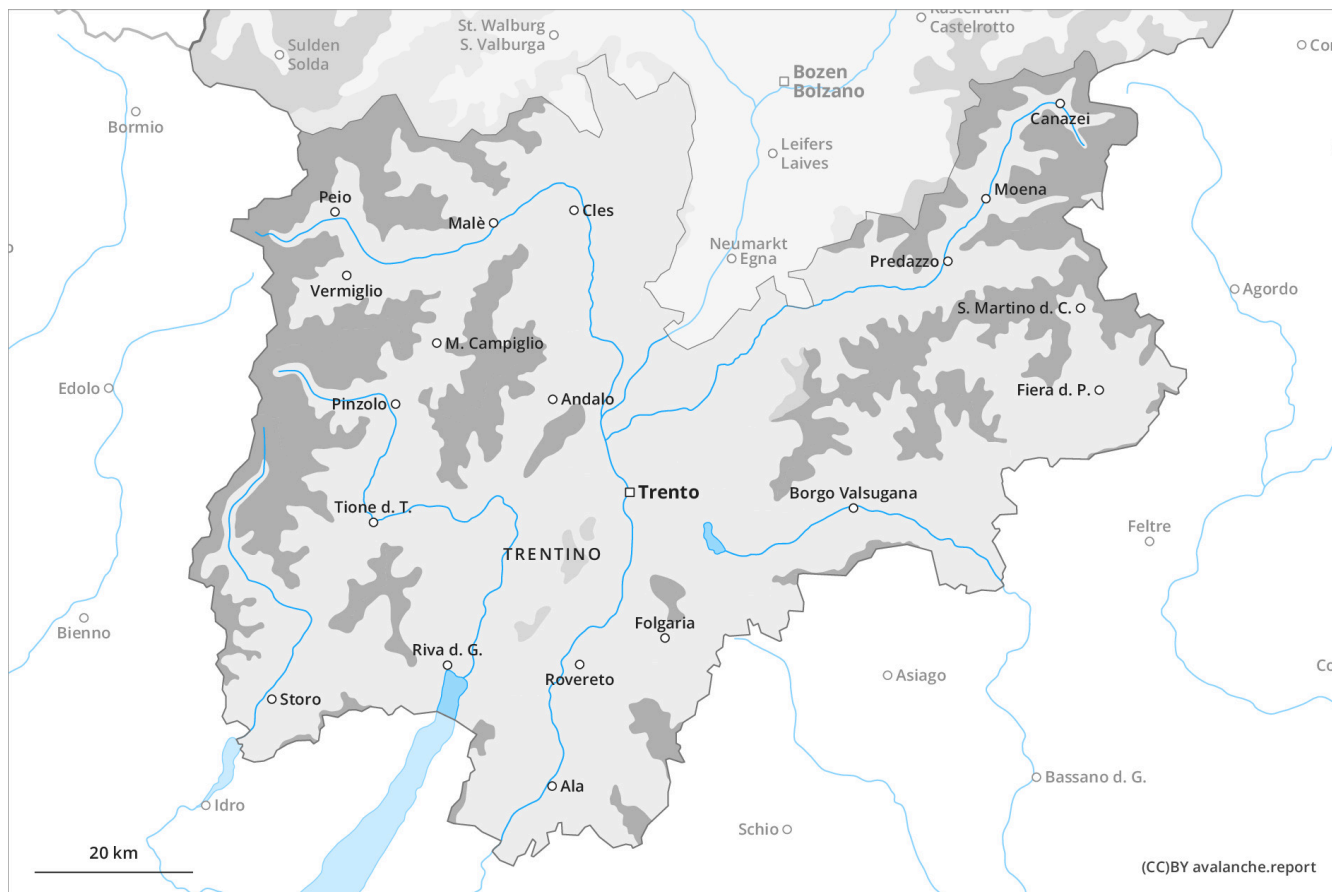 Kastelruth
Castelrotto
St. Walburg
S. Valburga
Sulden
Solda
Bozen
Bolzano
Bormio
Canazei
Leifers
Laives
Moena
Peio
Malè
Cles
Neumarkt
Egna
Predazzo
Vermiglio
Agordo
S. Martino d. C.
M. Campiglio
Edolo
Pinzolo
Andalo
Fiera d. P.
Trento
Borgo Valsugana
Tione d. T.
Feltre
TRENTINO
Bienno
Folgaria
Riva d. G.
Rovereto
Asiago
Storo
Ala
Bassano d. G.
Idro
Schio
20 km
(CC)BY avalanche.report